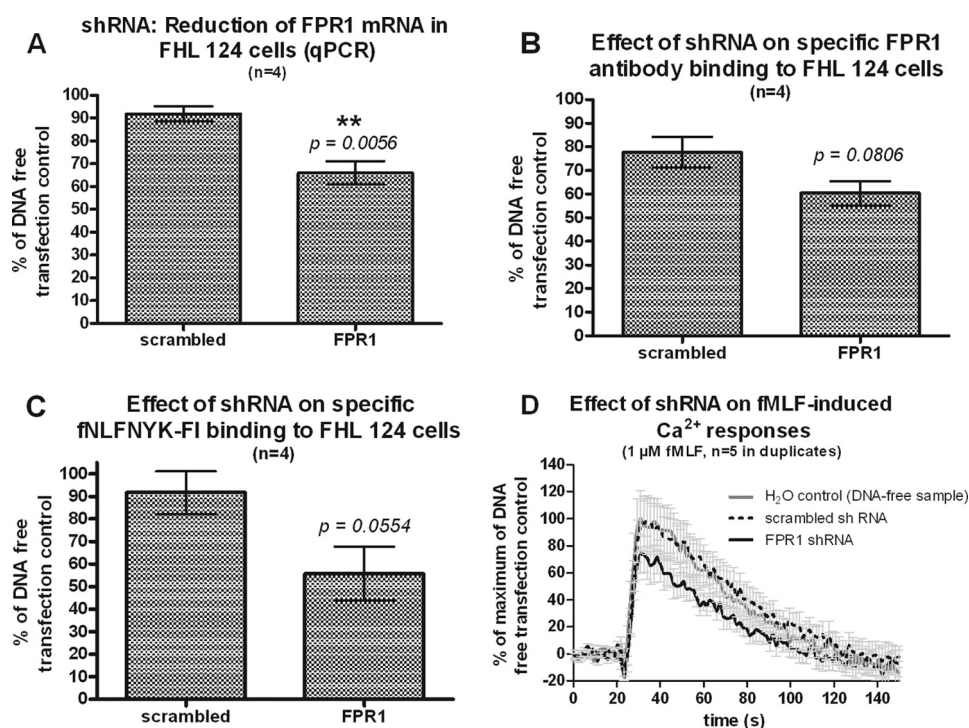 A
shRNA: Reduction of FPR1 mRNA in
FHL 124 cells (qPCR)
(n=4)
% of DNA free
transfection control
100
90
80
70
60
50
40
30
20
10
0
**
p = 0.0056
scrambled
FPR1
B
Effect of shRNA on specific FPR1
antibody binding to FHL 124 cells
(n=4)
% of DNA free
transfection control
100
90
80
70
60
50
40
30
20
10
0
p = 0.0806
scrambled
FPR1
C
Effect of shRNA on specific
fNLFNYK-Fl binding to FHL 124 cells
(n=4)
% of DNA free
transfection control
100
90
80
70
60
50
40
30
20
10
0
p = 0.0554
scrambled
FPR1
D
Effect of shRNA on fMLF-induced
Ca²⁺ responses
(1 µM fMLF, n=5 in duplicates)
% of maximum of DNA
free transfection control
140
120
100
80
60
40
20
0
-20
H₂O control (DNA-free sample)
scrambled sh RNA
FPR1 shRNA
0 20 40 60 80 100 120 140
time (s)